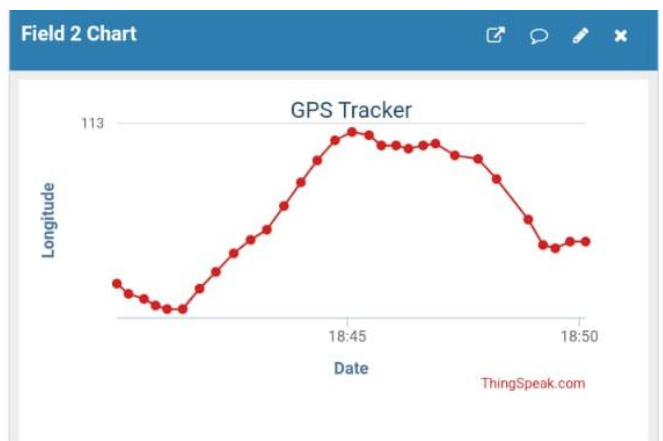 Field 2 Chart
GPS Tracker
113
Longitude
18:45
18:50
Date
ThingSpeak.com